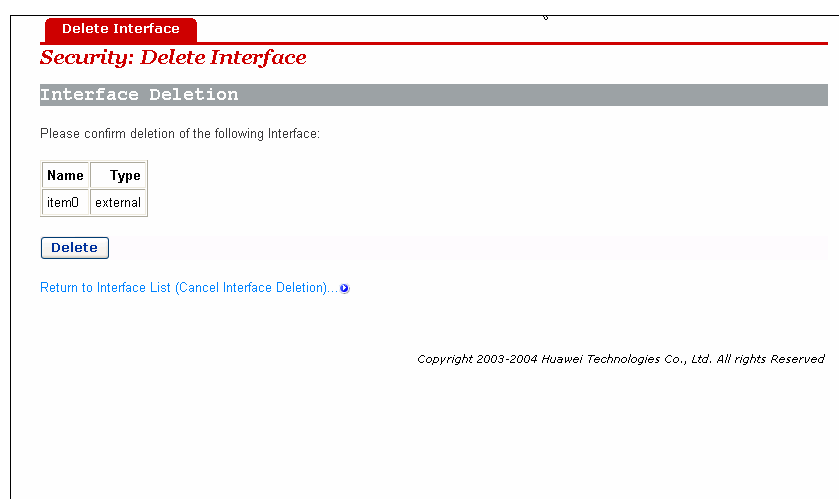 Delete Interface
Security: Delete Interface
Interface Deletion
Please confirm deletion of the following Interface:
Name Type
item0 external
Delete
Return to Interface List (Cancel Interface Deletion)...
Copyright 2003-2004 Huawei Technologies Co., Ltd. All rights Reserved